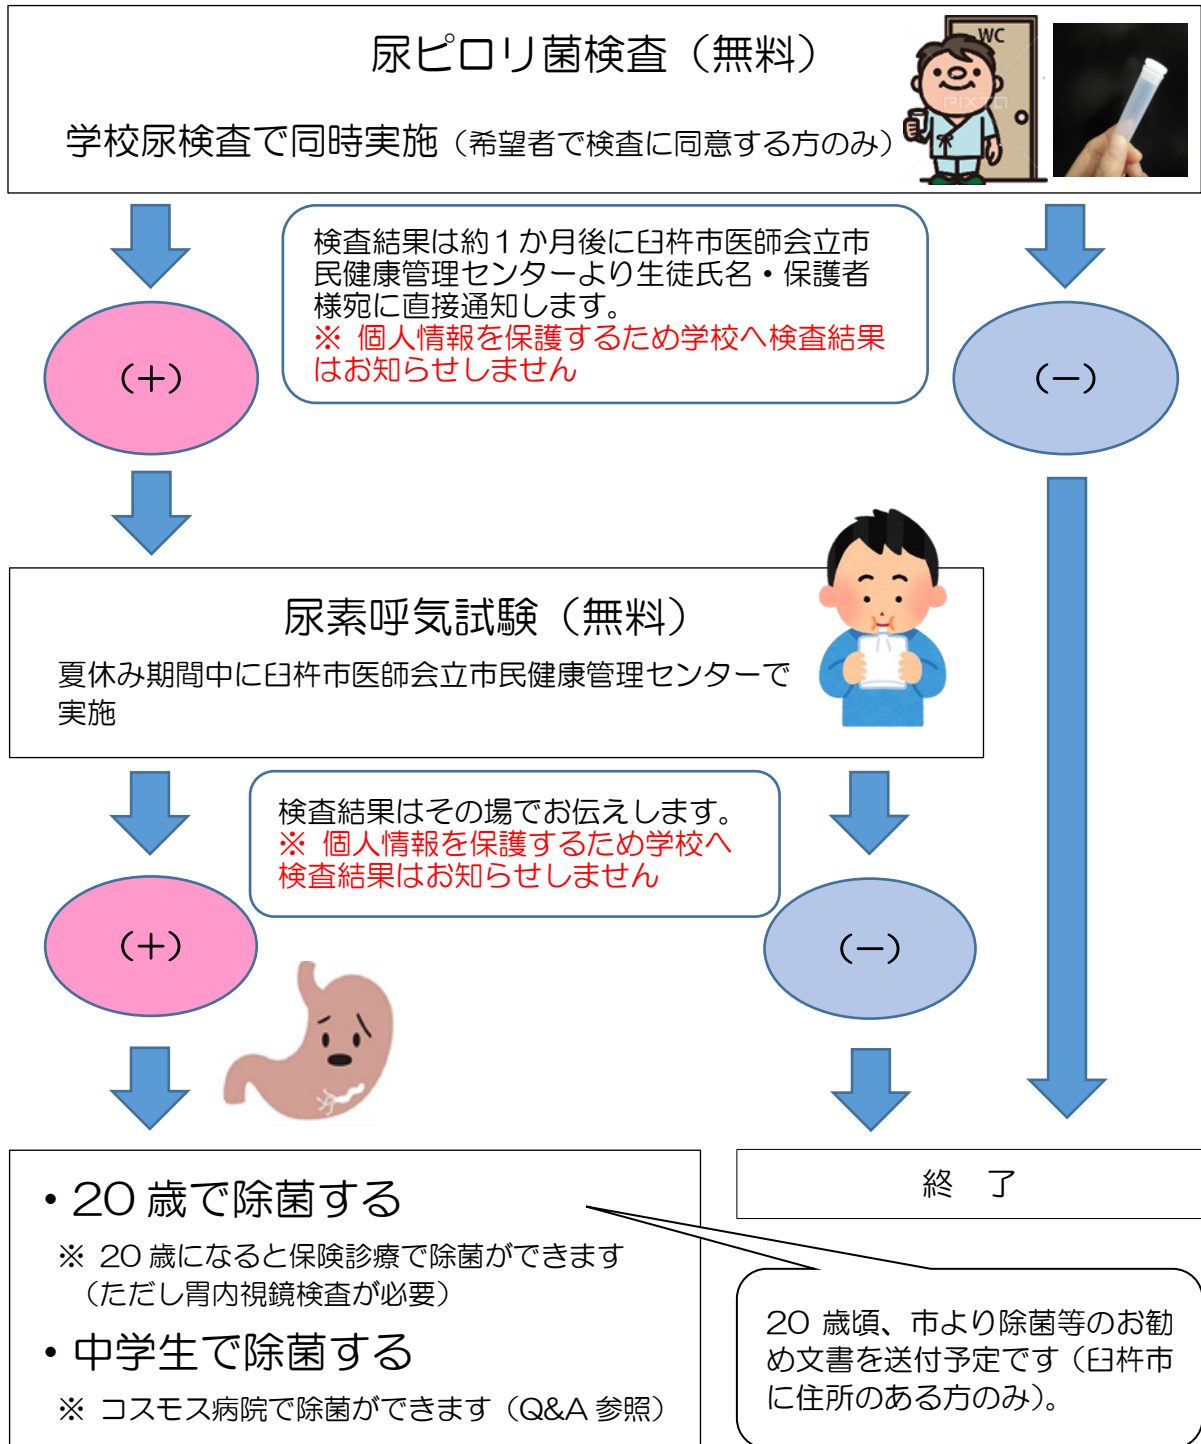 尿ピロリ菌検査（無料）
WC
PIXTA
学校尿検査で同時実施（希望者で検査に同意する方のみ）
検査結果は約１か月後に臼杵市医師会立市
民健康管理センターより生徒氏名・保護者
様宛に直接通知します。
※ 個人情報を保護するため学校へ検査結果
はお知らせしません
（＋）
（－）
尿素呼気試験（無料）
夏休み期間中に臼杵市医師会立市民健康管理センターで
実施
検査結果はその場でお伝えします。
※ 個人情報を保護するため学校へ
検査結果はお知らせしません
（＋）
（－）
・20 歳で除菌する
※ 20 歳になると保険診療で除菌ができます
（ただし胃内視鏡検査が必要）
・中学生で除菌する
※ コスモス病院で除菌ができます（Q&A 参照）
終 了
20 歳頃、市より除菌等のお勧
め文書を送付予定です（臼杵市
に住所のある方のみ）。